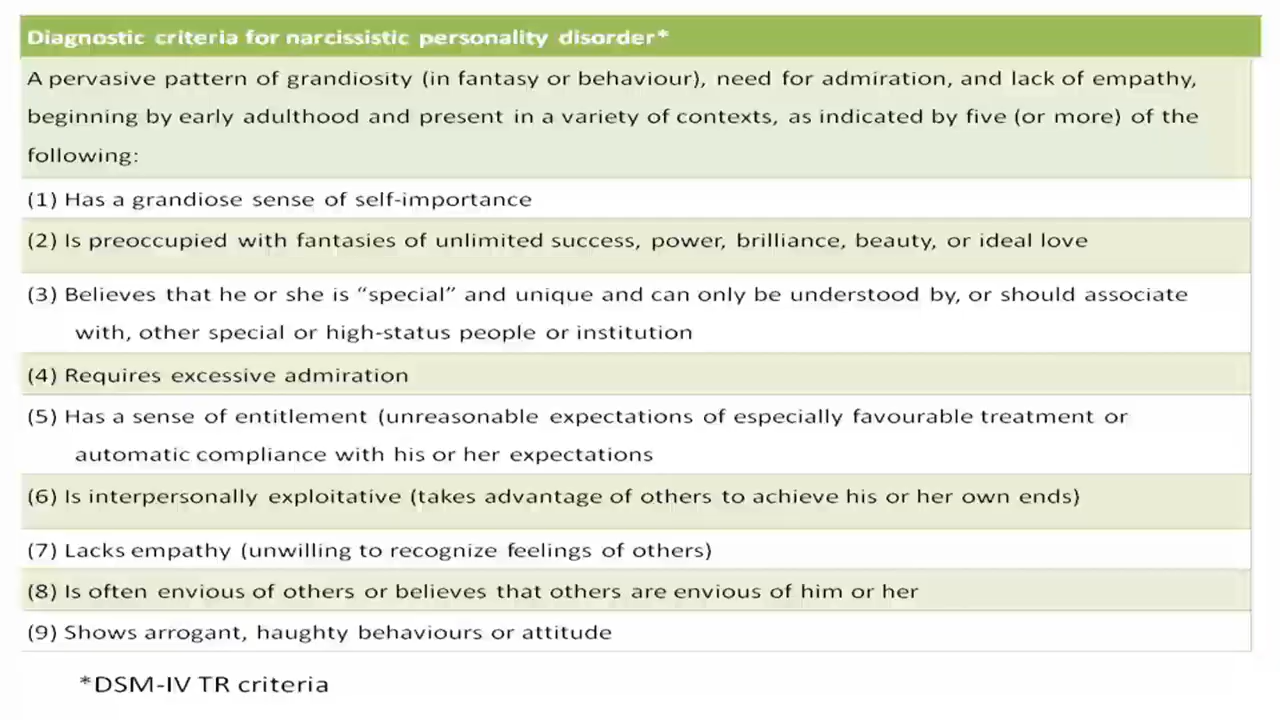 Diagnostic criteria for narcissistic personality disorder*
A pervasive pattern of grandiosity (in fantasy or behaviour), need for admiration, and lack of empathy,
beginning by early adulthood and present in a variety of contexts, as indicated by five (or more) of the
following:
(1) Has a grandiose sense of self-importance
(2) Is preoccupied with fantasies of unlimited success, power, brilliance, beauty, or ideal love
(3) Believes that he or she is “special” and unique and can only be understood by, or should associate
with, other special or high-status people or institution
(4) Requires excessive admiration
(5) Has a sense of entitlement (unreasonable expectations of especially favourable treatment or
automatic compliance with his or her expectations
(6) Is interpersonally exploitative (takes advantage of others to achieve his or her own ends)
(7) Lacks empathy (unwilling to recognize feelings of others)
(8) Is often envious of others or believes that others are envious of him or her
(9) Shows arrogant, haughty behaviours or attitude
*DSM-IV TR criteria